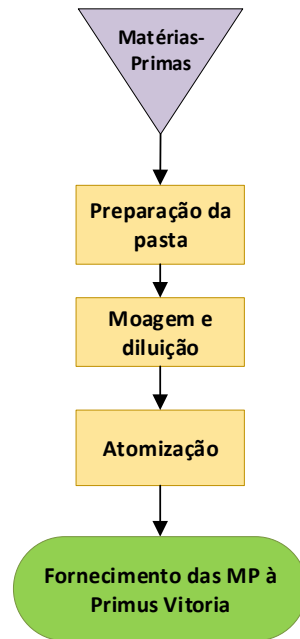 Matérias-
Primas
Preparação da
pasta
Moagem e
diluição
Atomização
Fornecimento das MP à
Primus Vitoria